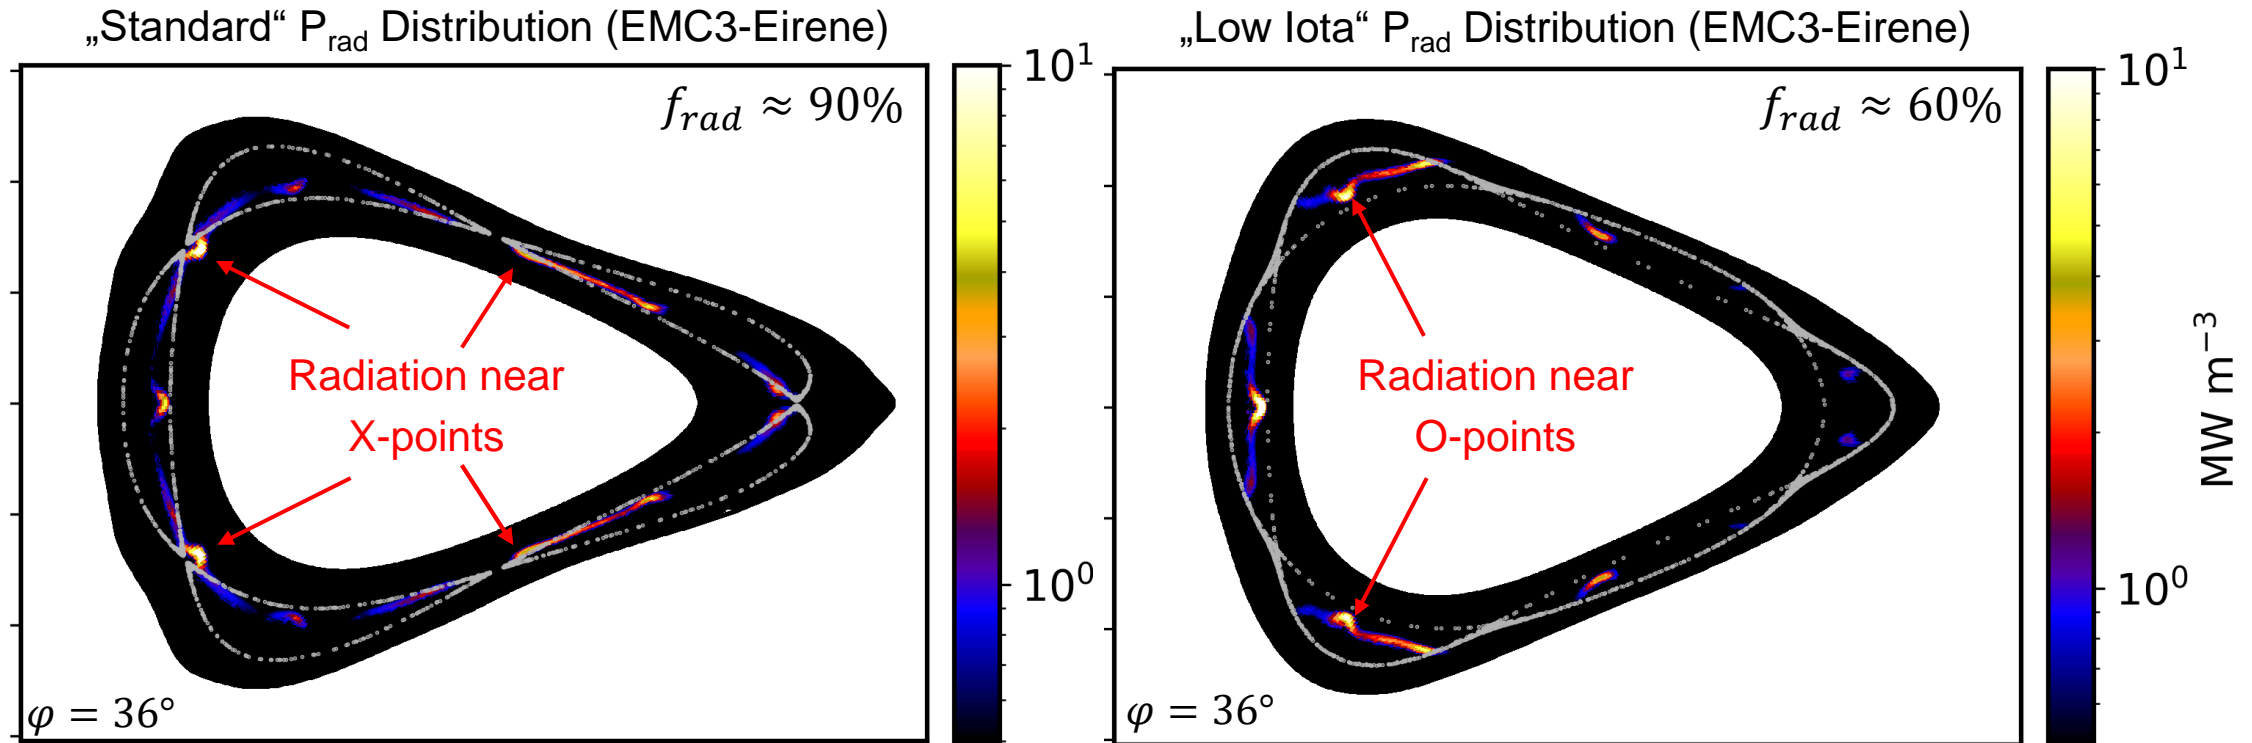 „Standard“ Prad Distribution (EMC3-Eirene)
frad ≈ 90%
Radiation near
X-points
φ = 36°
10¹
10⁰
„Low Iota“ Prad Distribution (EMC3-Eirene)
frad ≈ 60%
Radiation near
O-points
φ = 36°
10¹
10⁰
MW m⁻³